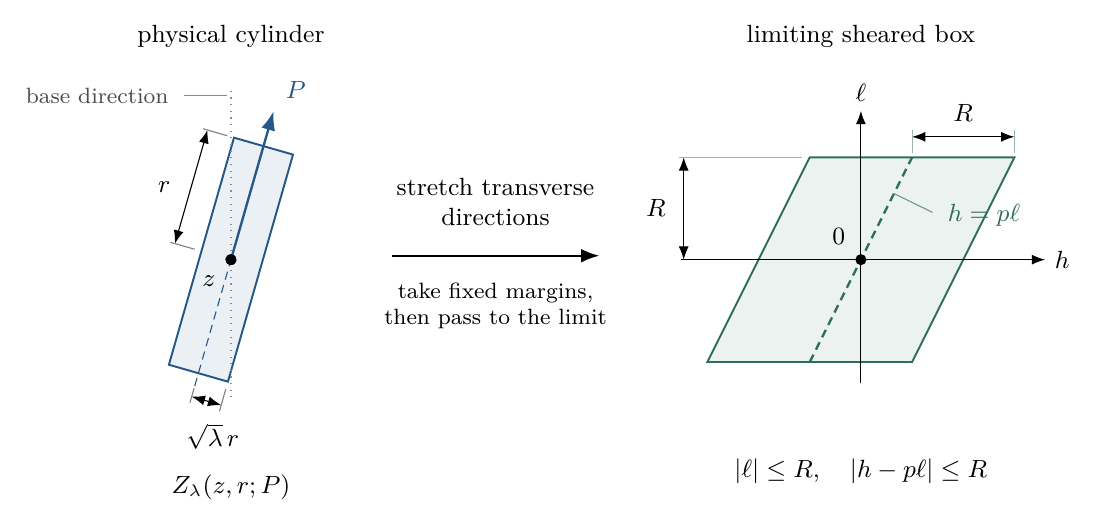 physical cylinder
limiting sheared box
base direction
P
r
z
√λ r
Z_λ(z, r; P)
stretch transverse
directions
take fixed margins,
then pass to the limit
ℓ
R
R
h = pℓ
0
h
|ℓ| ≤ R, |h − pℓ| ≤ R